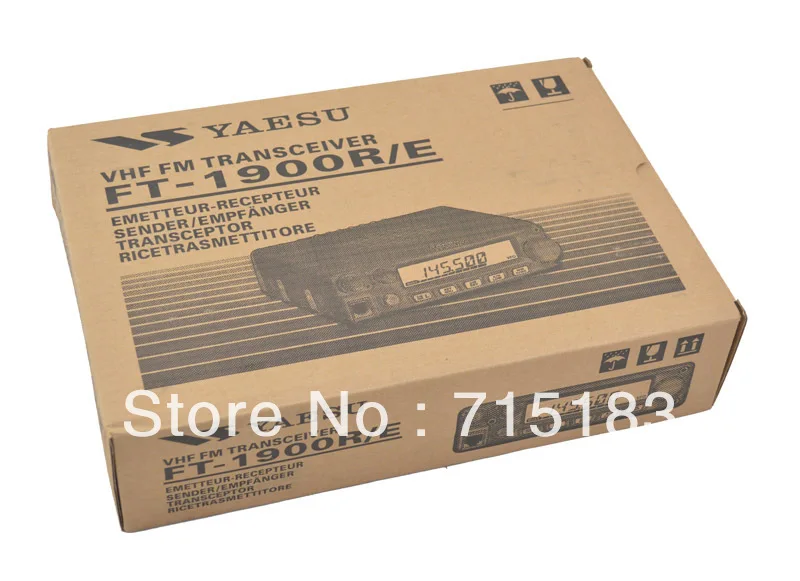 YAESU
VHF FM TRANSCEIVER
FT-1900R/E
EMETTEUR-RECEPTEUR
SENDER/EMPFÄNGER
TRANSCEPTOR
RICETRASMETTITORE
145.500
Store No : 715183
VHF FM TRANSCEIVER
FT-1900R/E
EMETTEUR-RECEPTEUR
SENDER/EMPFÄNGER
TRANSCEPTOR
RICETRASMETTITORE